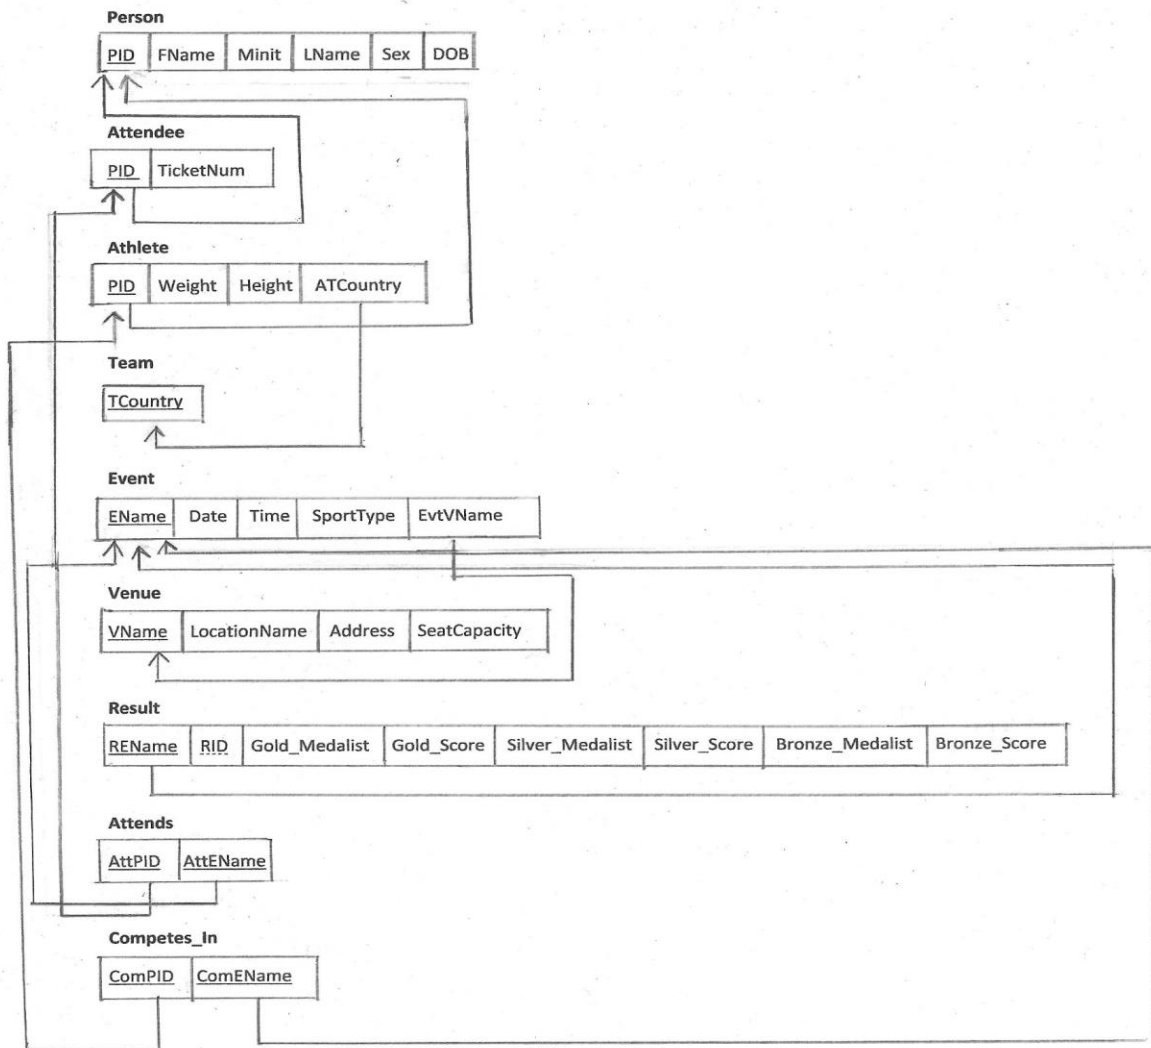 Person
PID FName Minit LName Sex DOB
Attendee
PID TicketNum
Athlete
PID Weight Height ATCountry
Team
TCountry
Event
EName Date Time SportType EvtVName
Venue
VName LocationName Address SeatCapacity
Result
REName RID Gold_Medalist Gold_Score Silver_Medalist Silver_Score Bronze_Medalist Bronze_Score
Attends
AttPID AttEName
Competes_In
ComPID ComEName